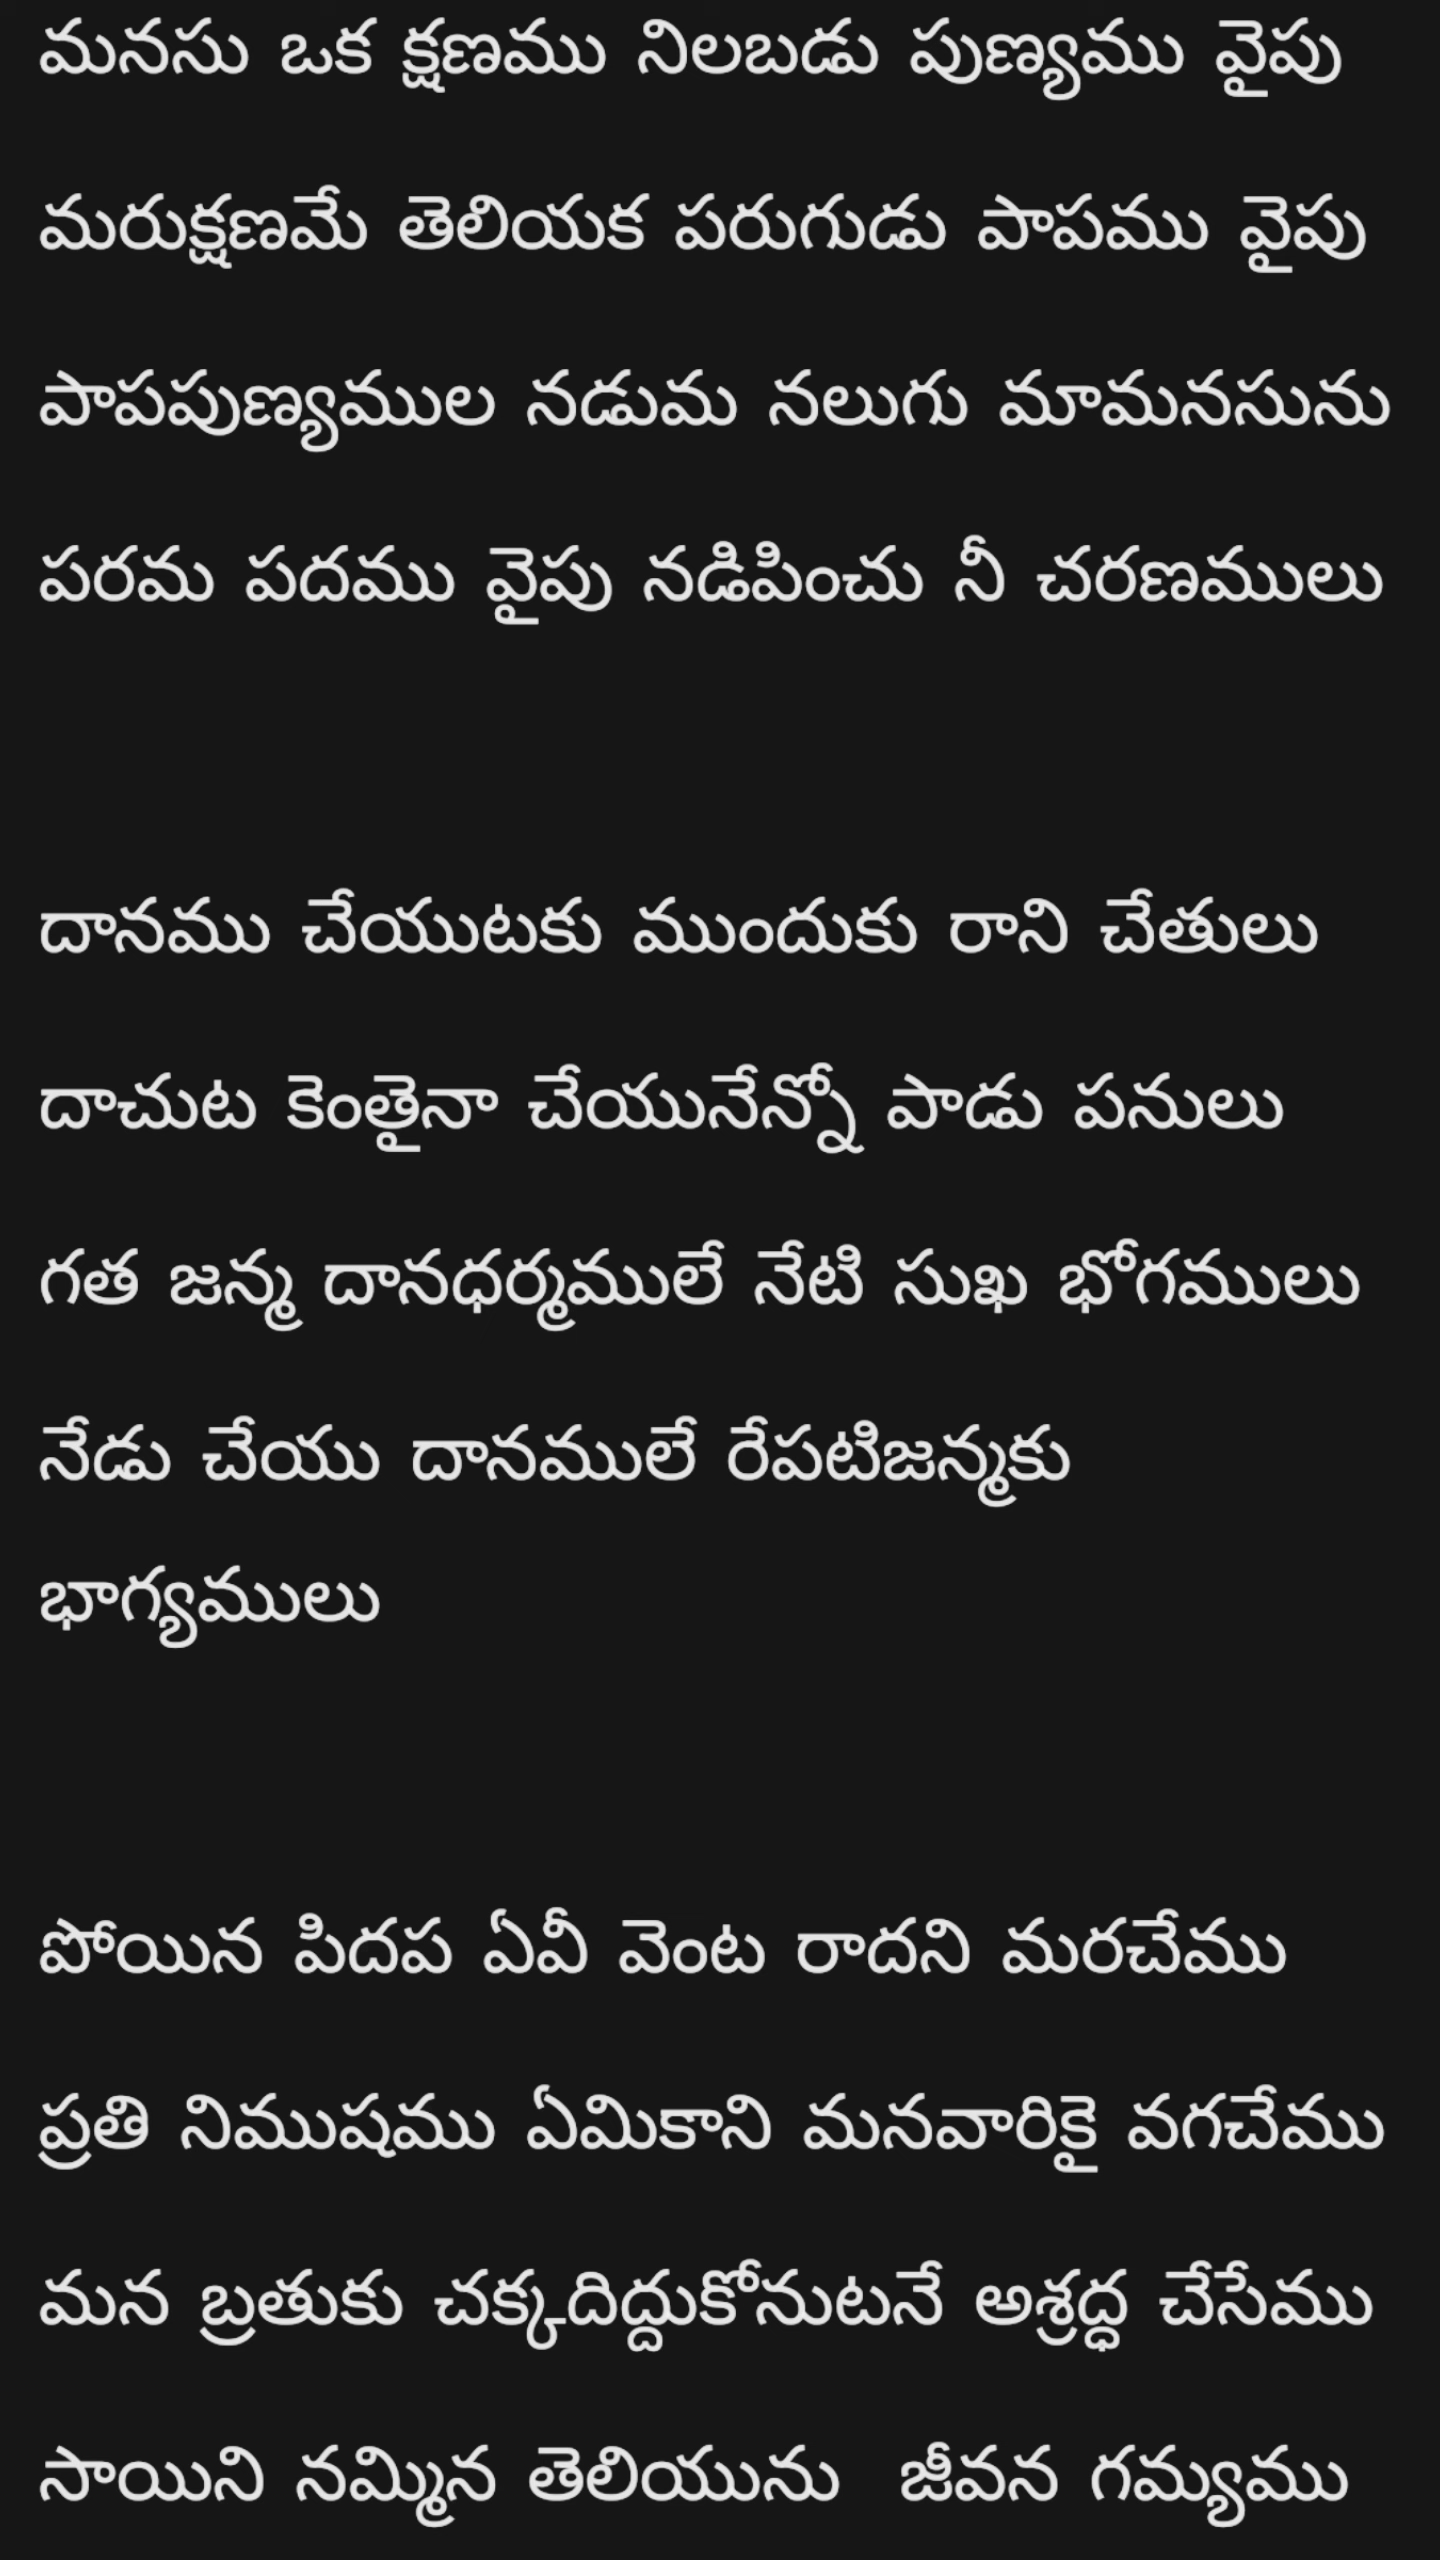 మనసు ఒక క్షణము నిలబడు పుణ్యము వైపు
మరుక్షణమే తెలియక పరుగుడు పాపము వైపు
పాపపుణ్యముల నడుమ నలుగు మామనసును
పరమ పదము వైపు నడిపించు నీ చరణములు
దానము చేయుటకు ముందుకు రాని చేతులు
దాచుట కెంతైనా చేయునేన్నో పాడు పనులు
గత జన్మ దానధర్మములే నేటి సుఖ భోగములు
నేడు చేయు దానములే రేపటిజన్మకు
భాగ్యములు
పోయిన పిదప ఏవీ వెంట రాదని మరచేము
ప్రతి నిముషము ఏమికాని మనవారికై వగచేము
మన బ్రతుకు చక్కదిద్దుకోనుటనే అశ్రద్ధ చేసేము
సాయిని నమ్మిన తెలియును  జీవన గమ్యము